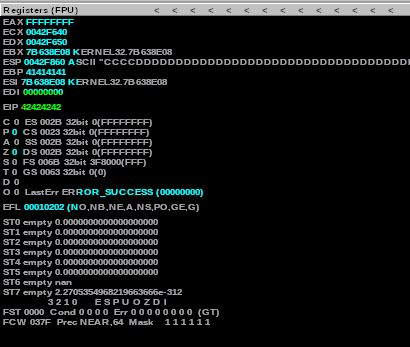 Registers (FPU) < < < < < < < < < < < < <
EAX FFFFFFFF
ECX 0042F640
EDX 0042F650
EBX 7B638E08 KERNEL32.7B638E08
ESP 0042F860 ASCII "CCCCDDDDDDDDDDDDDDDDDDDDDDDDDDDDDDDDDD
EBP 41414141
ESI 7B638E08 KERNEL32.7B638E08
EDI 00000000
EIP 42424242
C 0 ES 002B 32bit 0(FFFFFFFF)
P 0 CS 0023 32bit 0(FFFFFFFF)
A 0 SS 002B 32bit 0(FFFFFFFF)
Z 0 DS 002B 32bit 0(FFFFFFFF)
S 0 FS 006B 32bit 3F8000(FFF)
T 0 GS 0063 32bit 0(0)
D 0
O 0 LastErr ERROR_SUCCESS (00000000)
EFL 00010202 (NO,NB,NE,A,NS,PO,GE,G)
ST0 empty 0.0000000000000000000
ST1 empty 0.0000000000000000000
ST2 empty 0.0000000000000000000
ST3 empty 0.0000000000000000000
ST4 empty 0.0000000000000000000
ST5 empty 0.0000000000000000000
ST6 empty nan
ST7 empty 2.2705354968219663666e-312
3 2 1 0 E S P U O Z D I
FST 0000 Cond 0 0 0 0 Err 0 0 0 0 0 0 0 0 (GT)
FCW 037F Prec NEAR,64 Mask 1 1 1 1 1 1